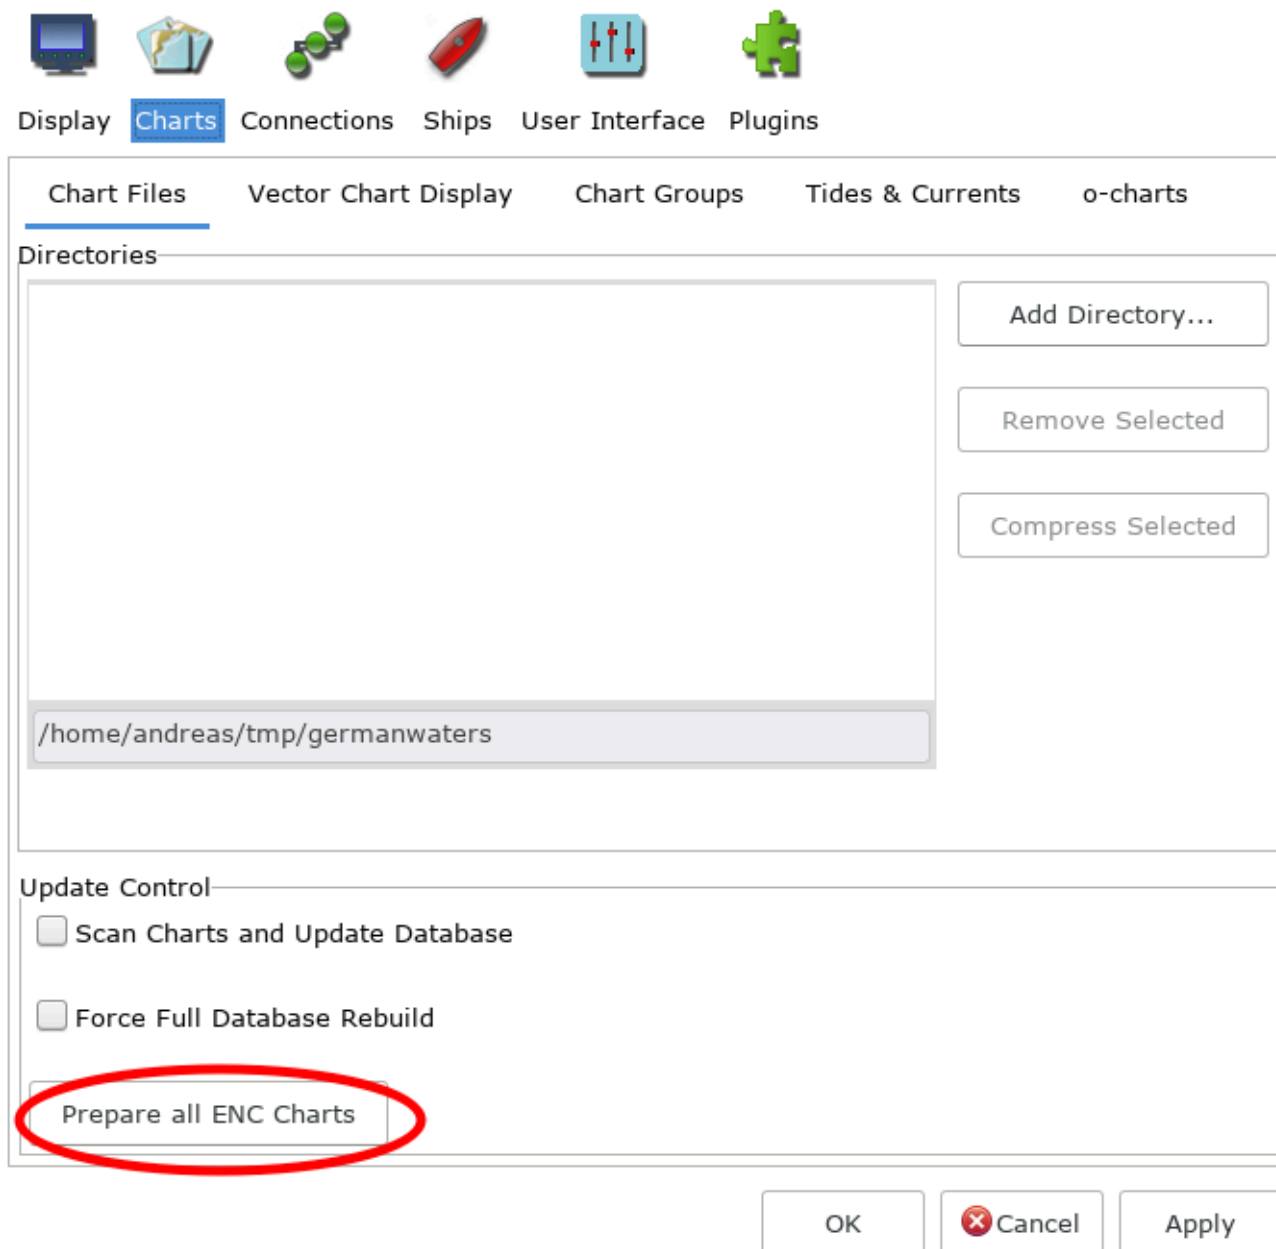 Display Charts Connections Ships User Interface Plugins
Chart Files Vector Chart Display Chart Groups Tides & Currents o-charts
Directories
Add Directory...
Remove Selected
Compress Selected
/home/andreas/tmp/germanwaters
Update Control
Scan Charts and Update Database
Force Full Database Rebuild
Prepare all ENC Charts
OK Cancel Apply